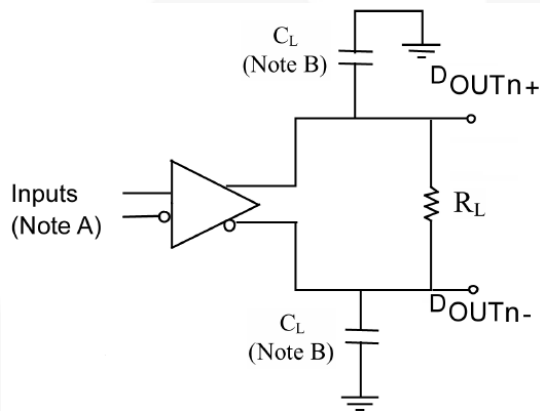 CL
(Note B)
DOUTn+
Inputs
(Note A)
RL
DOUTn-
CL
(Note B)